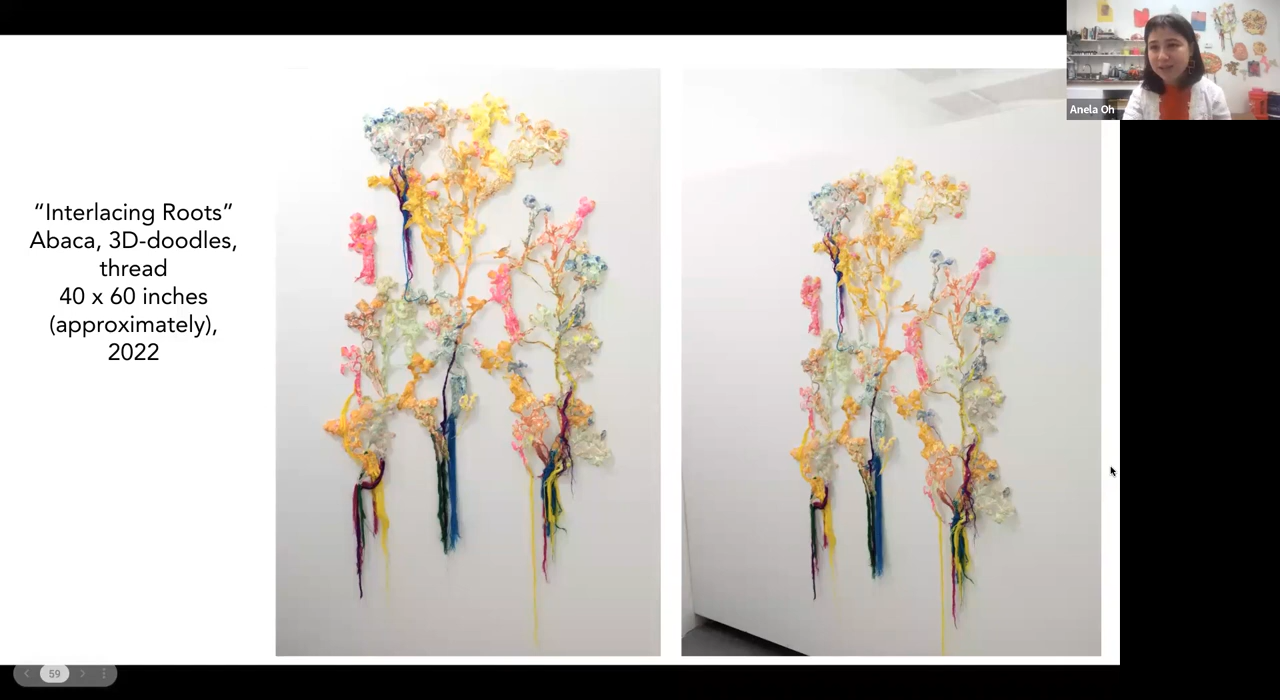 “Interlacing Roots”
Abaca, 3D-doodles,
thread
40 x 60 inches
(approximately),
2022
Anela Oh
59